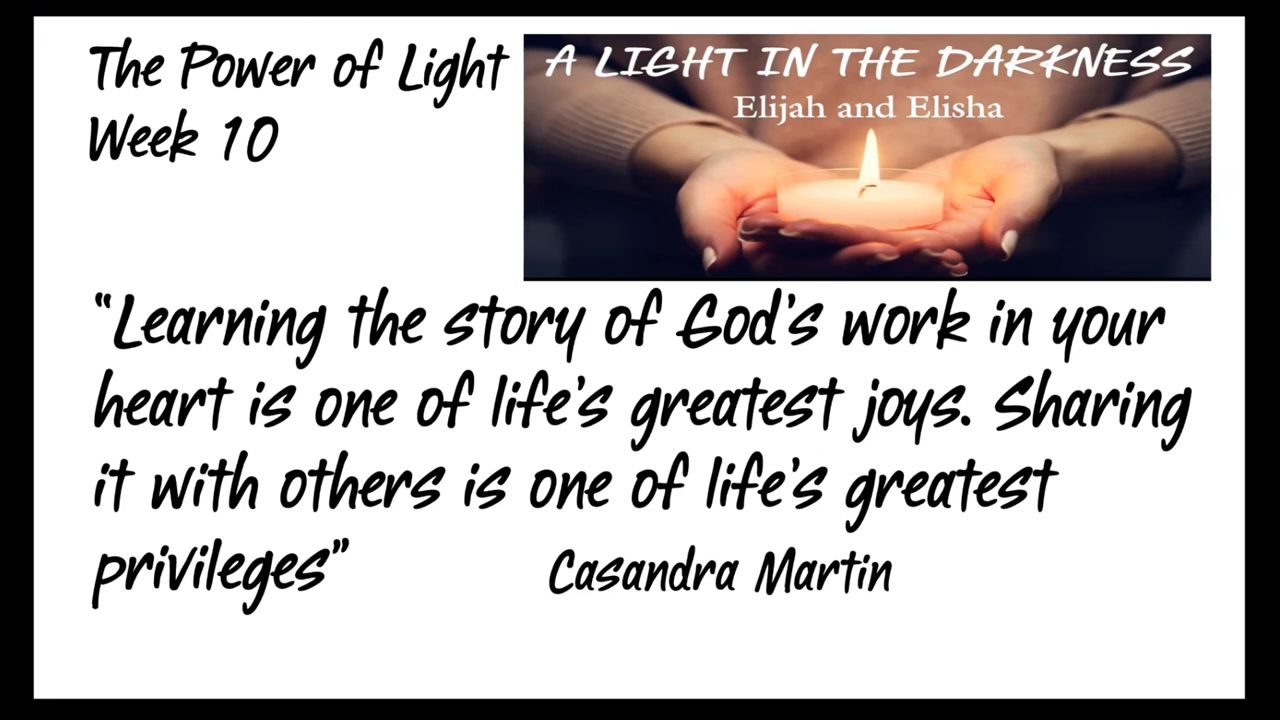 The Power of Light
Week 10
A LIGHT IN THE DARKNESS
Elijah and Elisha
“Learning the story of God’s work in your
heart is one of life’s greatest joys. Sharing
it with others is one of life’s greatest
privileges”
Casandra Martin